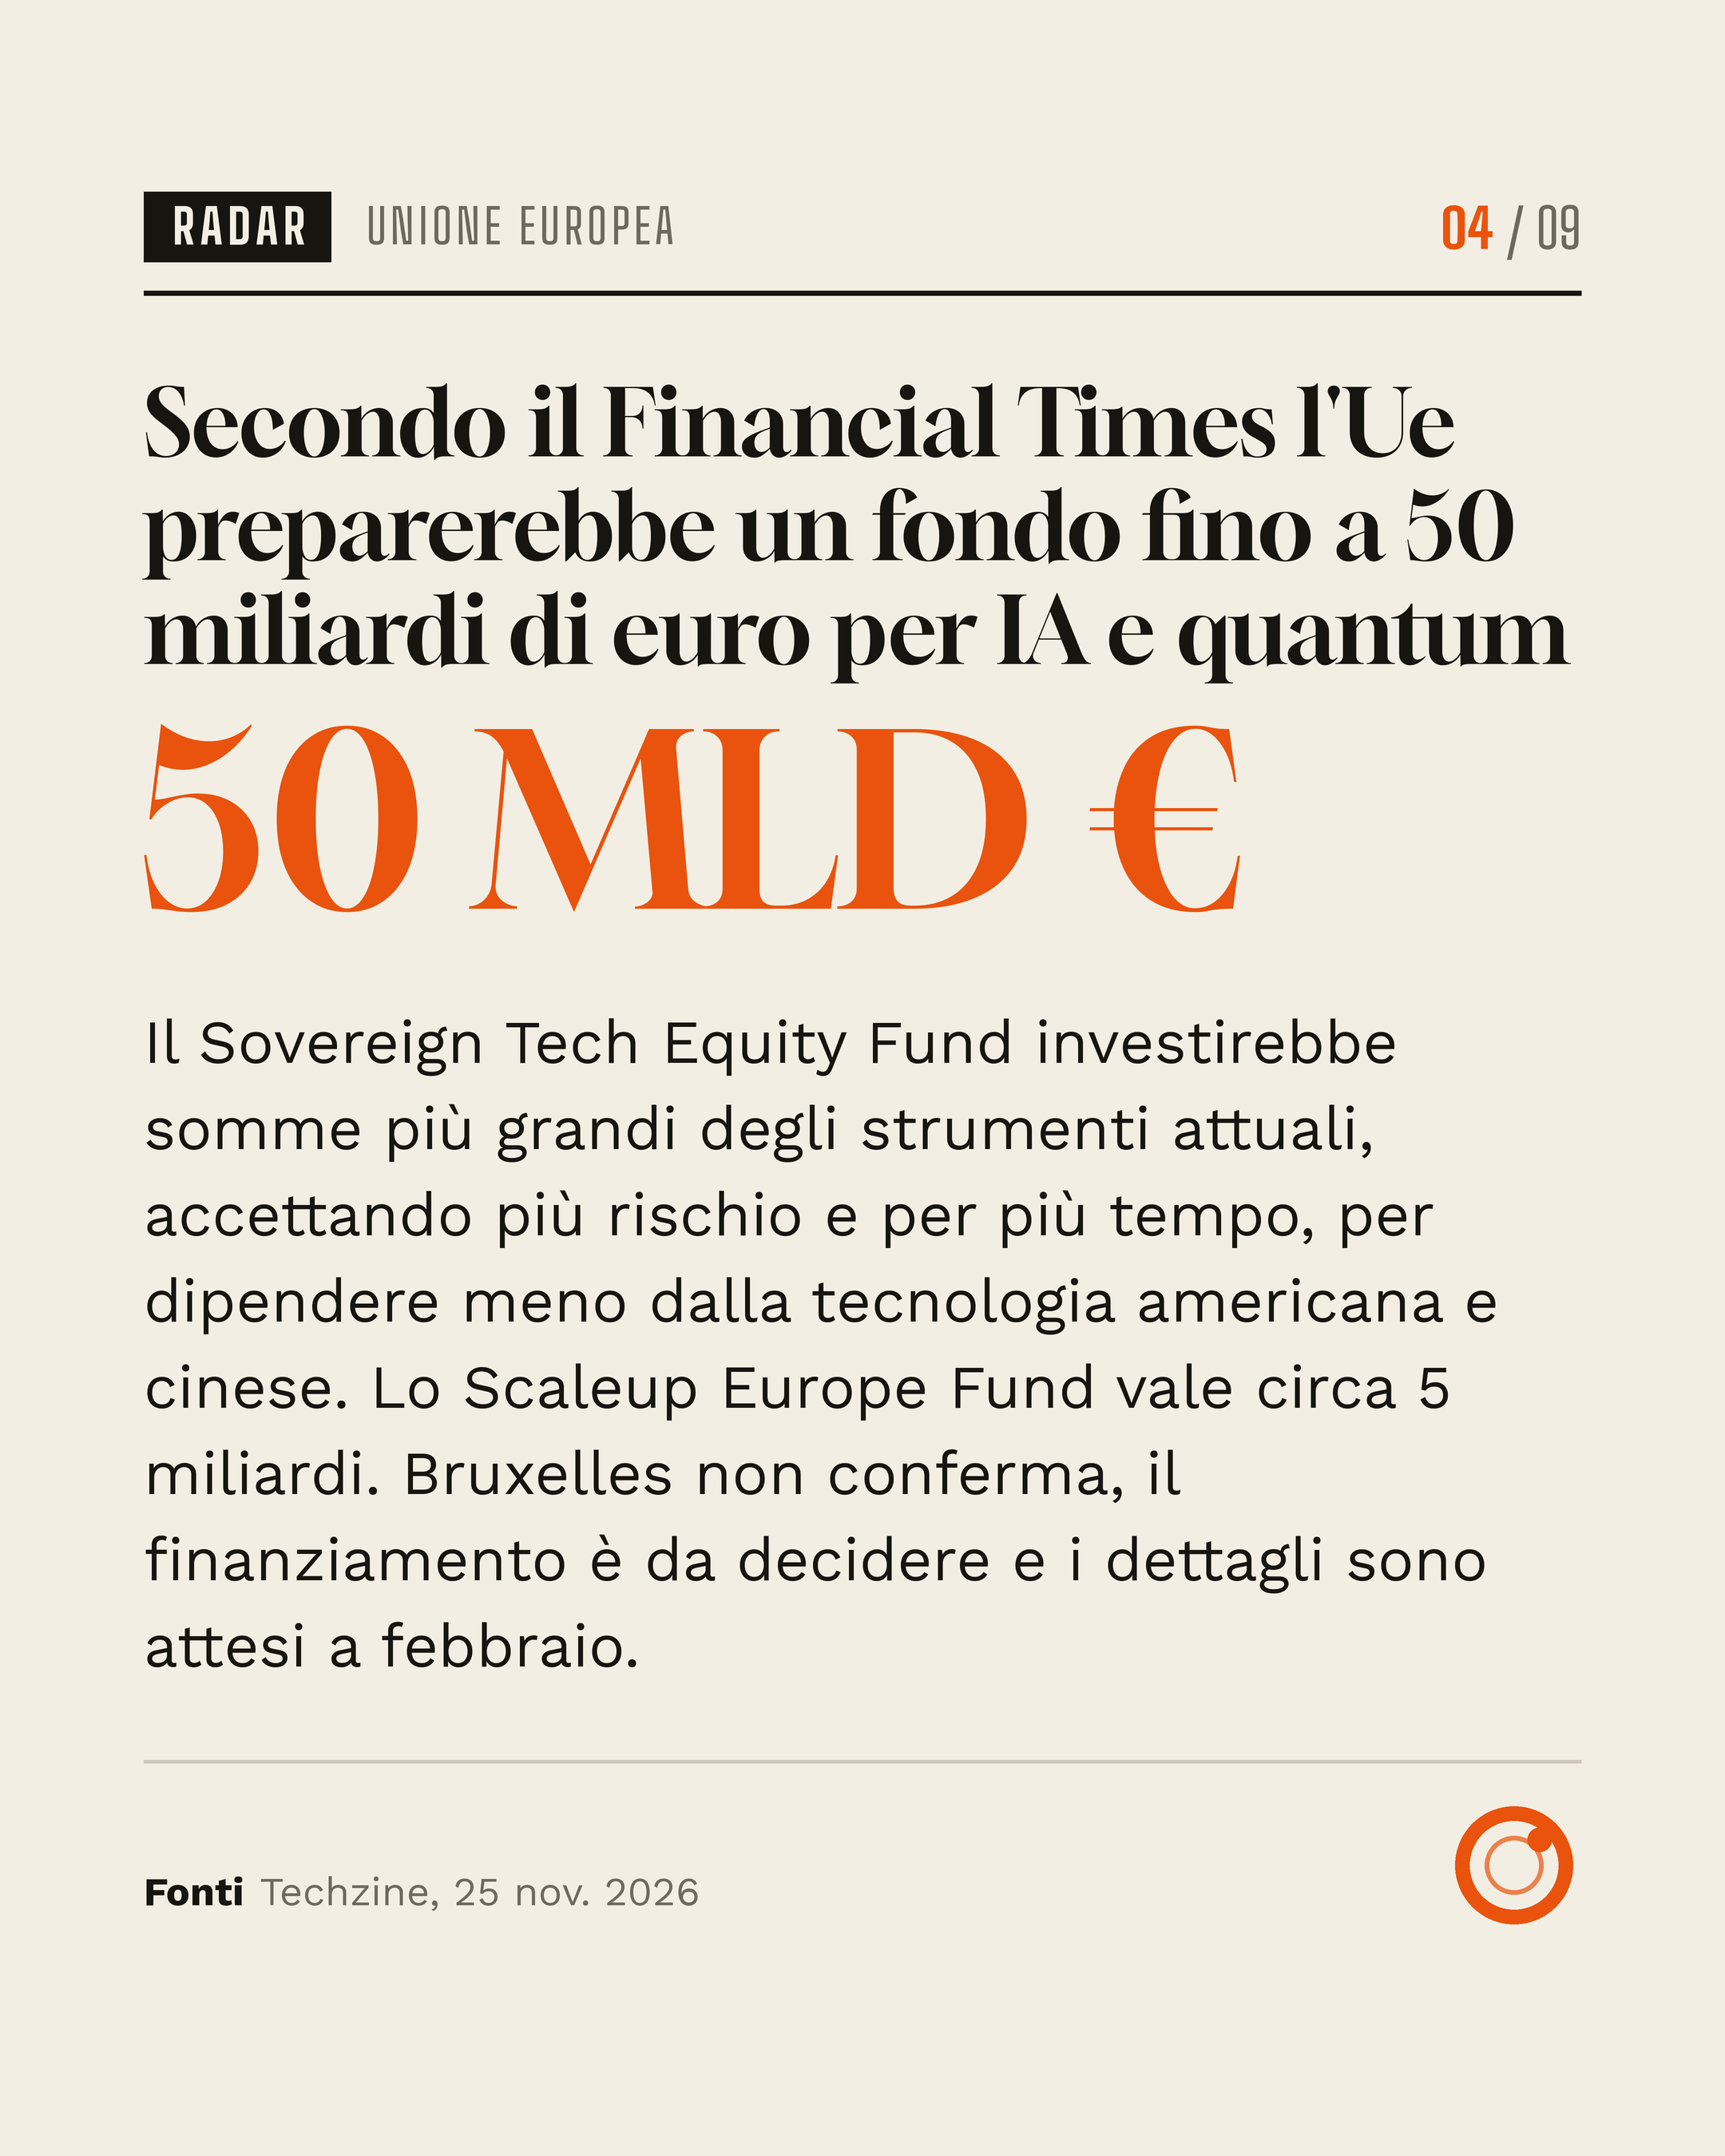 RADAR UNIONE EUROPEA 04 / 09
Secondo il Financial Times l'Ue
preparerebbe un fondo fino a 50
miliardi di euro per IA e quantum
50 MLD €
Il Sovereign Tech Equity Fund investirebbe
somme più grandi degli strumenti attuali,
accettando più rischio e per più tempo, per
dipendere meno dalla tecnologia americana e
cinese. Lo Scaleup Europe Fund vale circa 5
miliardi. Bruxelles non conferma, il
finanziamento è da decidere e i dettagli sono
attesi a febbraio.
Fonti Techzine, 25 nov. 2026